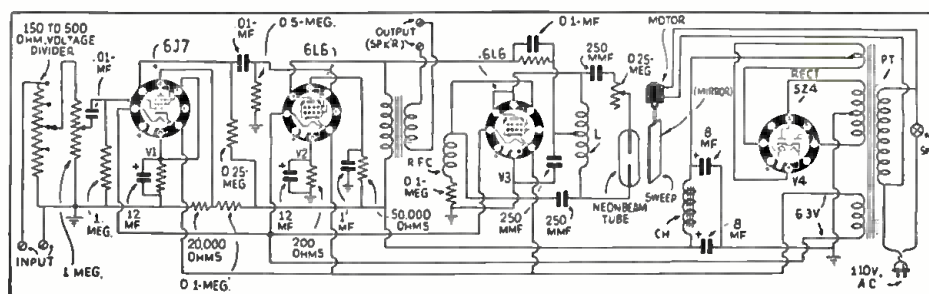 150 TO 500
OHM, VOLTAGE
DIVIDER
.01-
MF
6J7
.01-
MF
0.5-MEG.
6L6
OUTPUT
(SPK'R)
0.1-MF
.6L6
250
MMF
0.25-
MEG
MOTOR
(MIRROR)
RECT
5Z4
PT
V1
V2
V3
V4
0.25-
MEG
RFC
0.1-
MEG
L
8
MF
SWEEP
NEON BEAM
TUBE
CH
8
MF
6.3V
INPUT
1 MEG.
1
MEG.
12
MF
20,000
OHMS
0.1-MEG.
12
MF
200
OHMS
1
MF
50,000
OHMS
250
MMF
250
MMF
110V.
A.C.